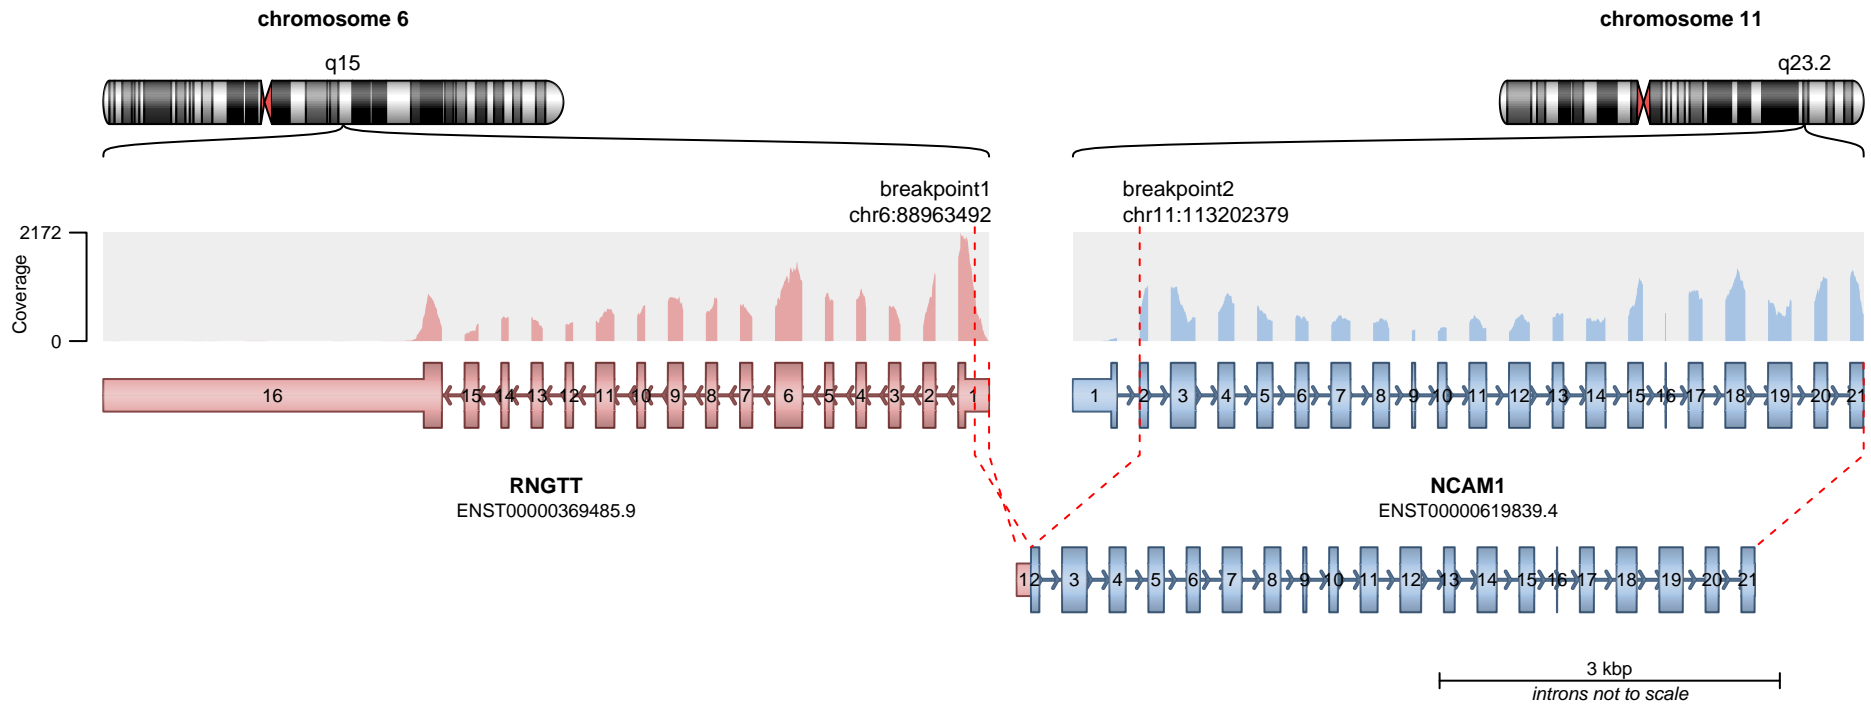 chromosome 6
chromosome 11
q15
q23.2
breakpoint1
chr6:88963492
breakpoint2
chr11:113202379
2172
Coverage
0
16 15 14 13 12 11 10 9 8 7 6 5 4 3 2 1
1 2 3 4 5 6 7 8 9 10 11 12 13 14 15 16 17 18 19 20 21
RNGTT
ENST00000369485.9
NCAM1
ENST00000619839.4
1 2 3 4 5 6 7 8 9 10 11 12 13 14 15 16 17 18 19 20 21
3 kbp
introns not to scale